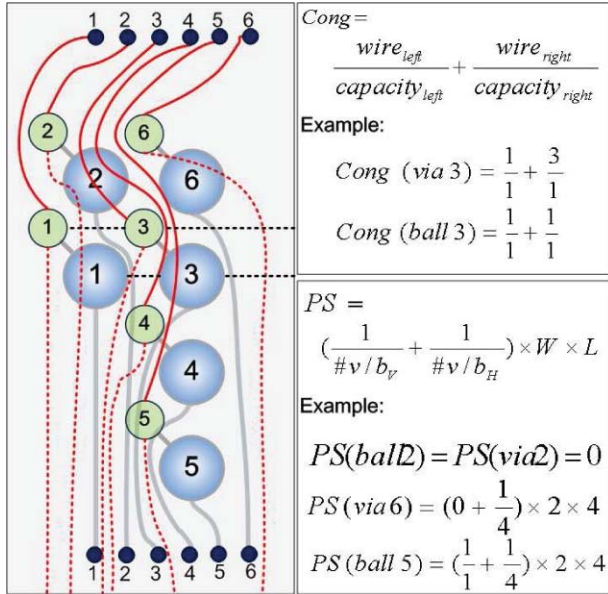 1 2 3 4 5 6
2 6
2 6
1 3
1 3
4
4
5
5
1 2 3 4 5 6
Cong =
wire_left / capacity_left + wire_right / capacity_right
Example:
Cong (via 3) = 1/1 + 3/1
Cong (ball 3) = 1/1 + 1/1
PS =
(1 / #v/b_V + 1 / #v/b_H) × W × L
Example:
PS(ball2) = PS(via2) = 0
PS(via6) = (0 + 1/4) × 2 × 4
PS(ball 5) = (1/1 + 1/4) × 2 × 4